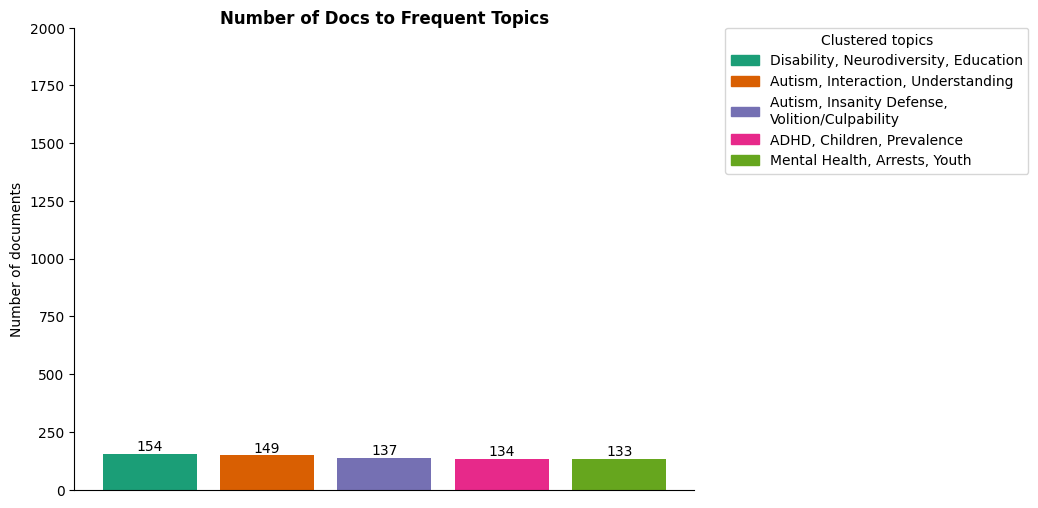 Number of Docs to Frequent Topics
2000
1750
1500
1250
1000
750
500
250
0
Number of documents
154
149
137
134
133
Clustered topics
Disability, Neurodiversity, Education
Autism, Interaction, Understanding
Autism, Insanity Defense,
Volition/Culpability
ADHD, Children, Prevalence
Mental Health, Arrests, Youth